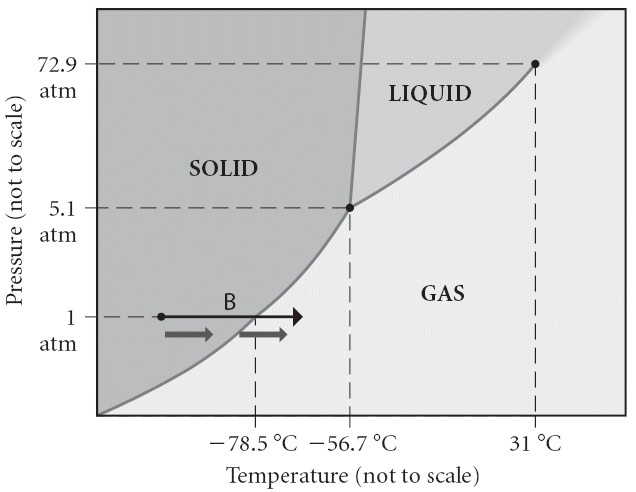 72.9
atm
LIQUID
SOLID
5.1
atm
Pressure (not to scale)
B
GAS
1
atm
−78.5 °C −56.7 °C 31 °C
Temperature (not to scale)